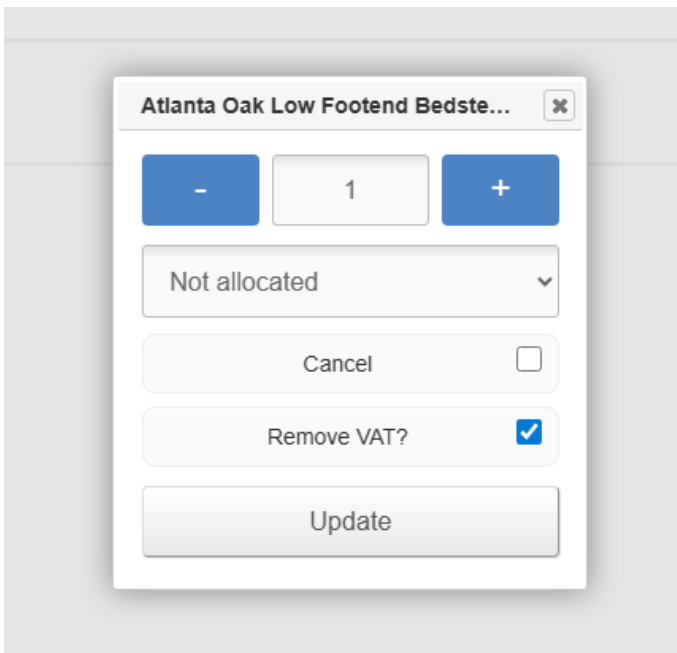 Atlanta Oak Low Footend Bedste...
- 1 +
Not allocated
Cancel
Remove VAT?
Update